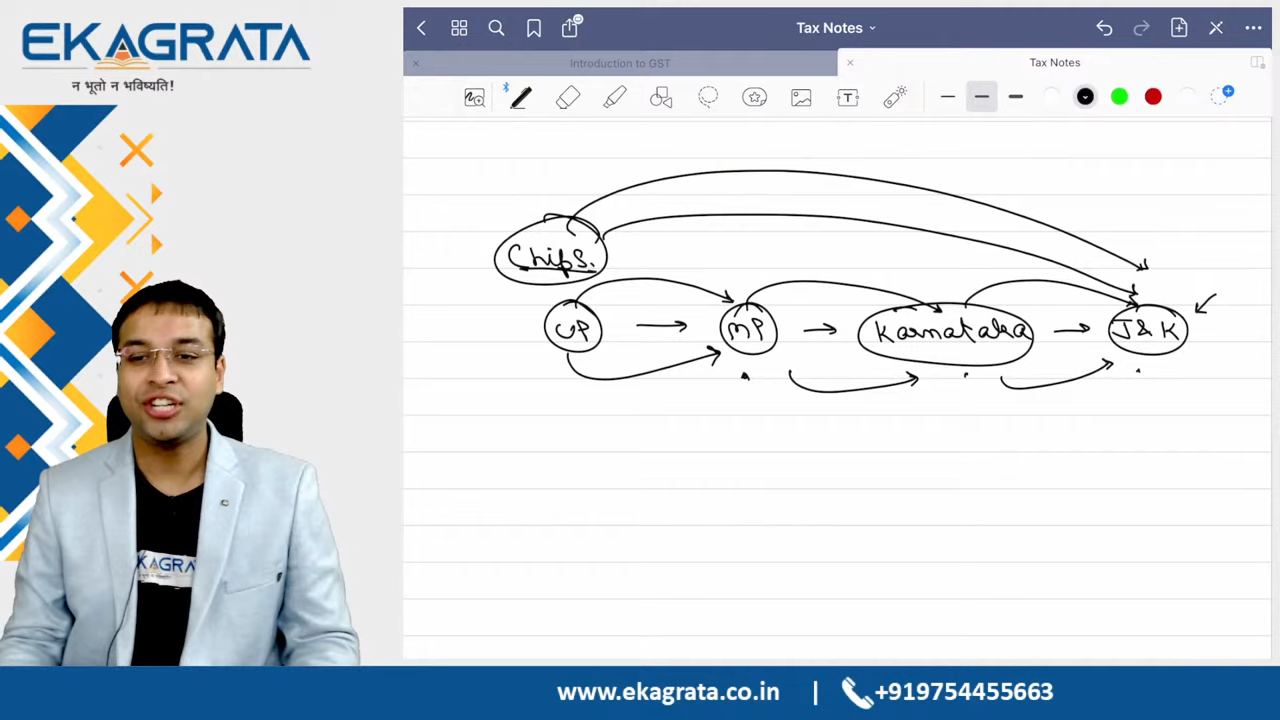 EKAGRATA
न भूतो न भविष्यति!
Tax Notes
Introduction to GST
Tax Notes
T
Chips.
UP → MP → Karnataka → J&K
EKAGRATA
www.ekagrata.co.in | +919754455663